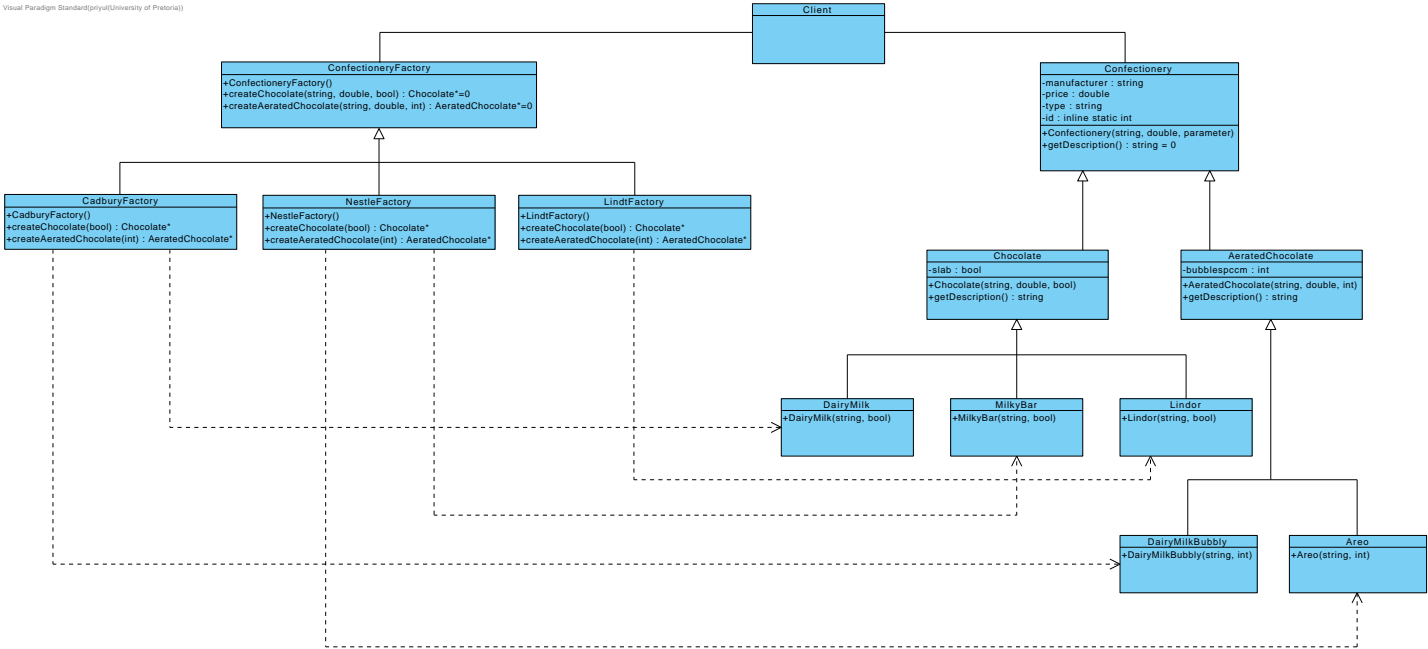 Visual Paradigm Standard(priyul(University of Pretoria))
Client
ConfectioneryFactory
+ConfectioneryFactory()
+createChocolate(string, double, bool) : Chocolate*=0
+createAeratedChocolate(string, double, int) : AeratedChocolate*=0
Confectionery
-manufacturer : string
-price : double
-type : string
-id : inline static int
+Confectionery(string, double, parameter)
+getDescription() : string = 0
CadburyFactory
+CadburyFactory()
+createChocolate(bool) : Chocolate*
+createAeratedChocolate(int) : AeratedChocolate*
NestleFactory
+NestleFactory()
+createChocolate(bool) : Chocolate*
+createAeratedChocolate(int) : AeratedChocolate*
LindtFactory
+LindtFactory()
+createChocolate(bool) : Chocolate*
+createAeratedChocolate(int) : AeratedChocolate*
Chocolate
-slab : bool
+Chocolate(string, double, bool)
+getDescription() : string
AeratedChocolate
-bubblespccm : int
+AeratedChocolate(string, double, int)
+getDescription() : string
DairyMilk
+DairyMilk(string, bool)
MilkyBar
+MilkyBar(string, bool)
Lindor
+Lindor(string, bool)
DairyMilkBubbly
+DairyMilkBubbly(string, int)
Areo
+Areo(string, int)